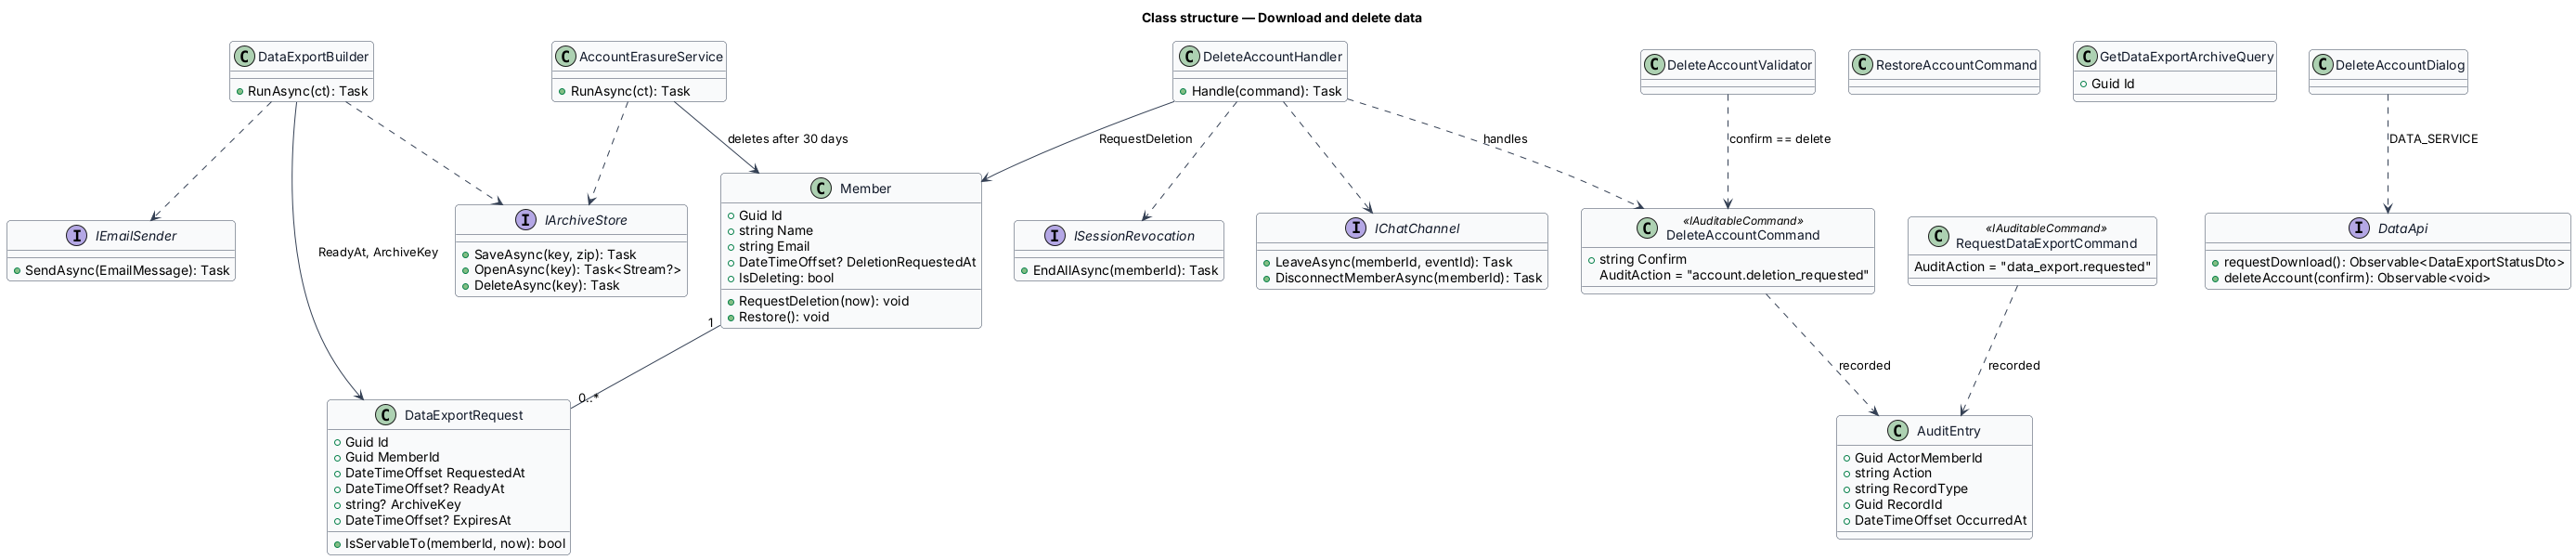 Class structure — Download and delete data
C DataExportBuilder
RunAsync(ct): Task
C AccountErasureService
RunAsync(ct): Task
C DeleteAccountHandler
Handle(command): Task
C DeleteAccountValidator
C RestoreAccountCommand
C GetDataExportArchiveQuery
Guid Id
C DeleteAccountDialog
deletes after 30 days
RequestDeletion
handles
confirm == delete
DATA_SERVICE
I IEmailSender
SendAsync(EmailMessage): Task
ReadyAt, ArchiveKey
I IArchiveStore
SaveAsync(key, zip): Task
OpenAsync(key): Task<Stream?>
DeleteAsync(key): Task
C Member
Guid Id
string Name
string Email
DateTimeOffset? DeletionRequestedAt
IsDeleting: bool
RequestDeletion(now): void
Restore(): void
I ISessionRevocation
EndAllAsync(memberId): Task
I IChatChannel
LeaveAsync(memberId, eventId): Task
DisconnectMemberAsync(memberId): Task
«IAuditableCommand»
C DeleteAccountCommand
string Confirm
AuditAction = "account.deletion_requested"
«IAuditableCommand»
C RequestDataExportCommand
AuditAction = "data_export.requested"
I DataApi
requestDownload(): Observable<DataExportStatusDto>
deleteAccount(confirm): Observable<void>
1
0..*
recorded
recorded
C DataExportRequest
Guid Id
Guid MemberId
DateTimeOffset RequestedAt
DateTimeOffset? ReadyAt
string? ArchiveKey
DateTimeOffset? ExpiresAt
IsServableTo(memberId, now): bool
C AuditEntry
Guid ActorMemberId
string Action
string RecordType
Guid RecordId
DateTimeOffset OccurredAt